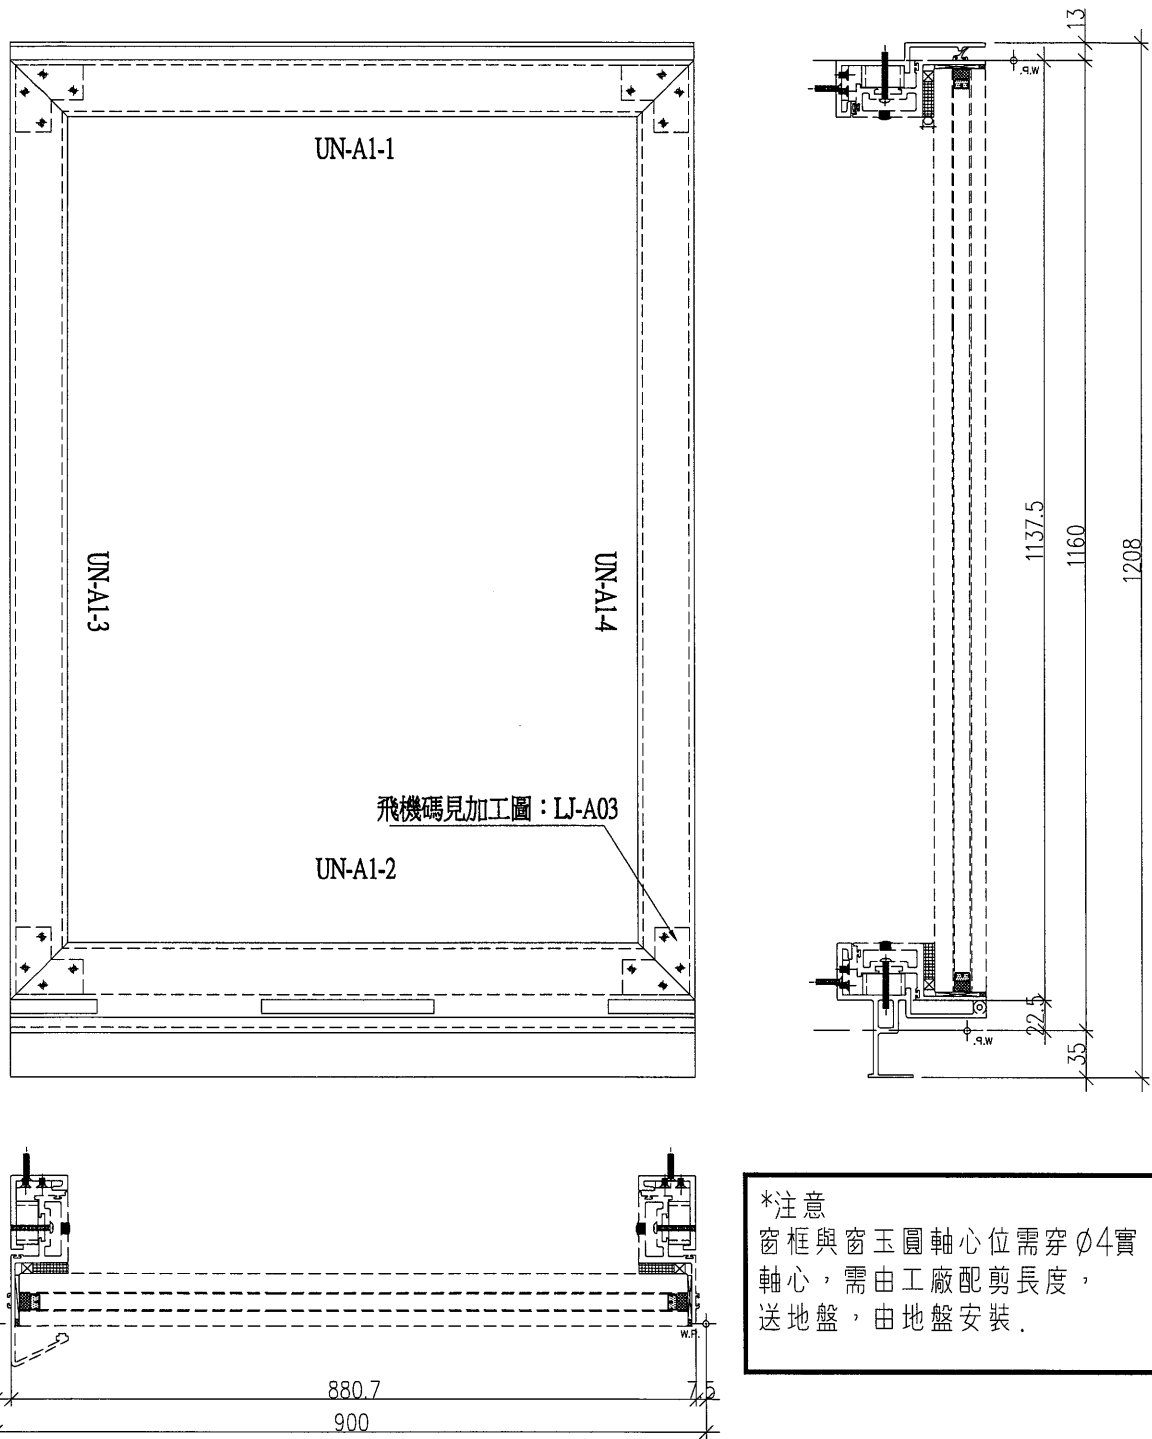 13
W.P.
UN-A1-1
1137.5
1160
1208
UN-A1-3
UN-A1-4
飛機碼見加工圖：LJ-A03
UN-A1-2
22.5
W.P.
35
*注意
窗框與窗玉圓軸心位需穿 Ø4實
軸心，需由工廠配剪長度，
送地盤，由地盤安裝.
W.P.
880.7
7.5
900